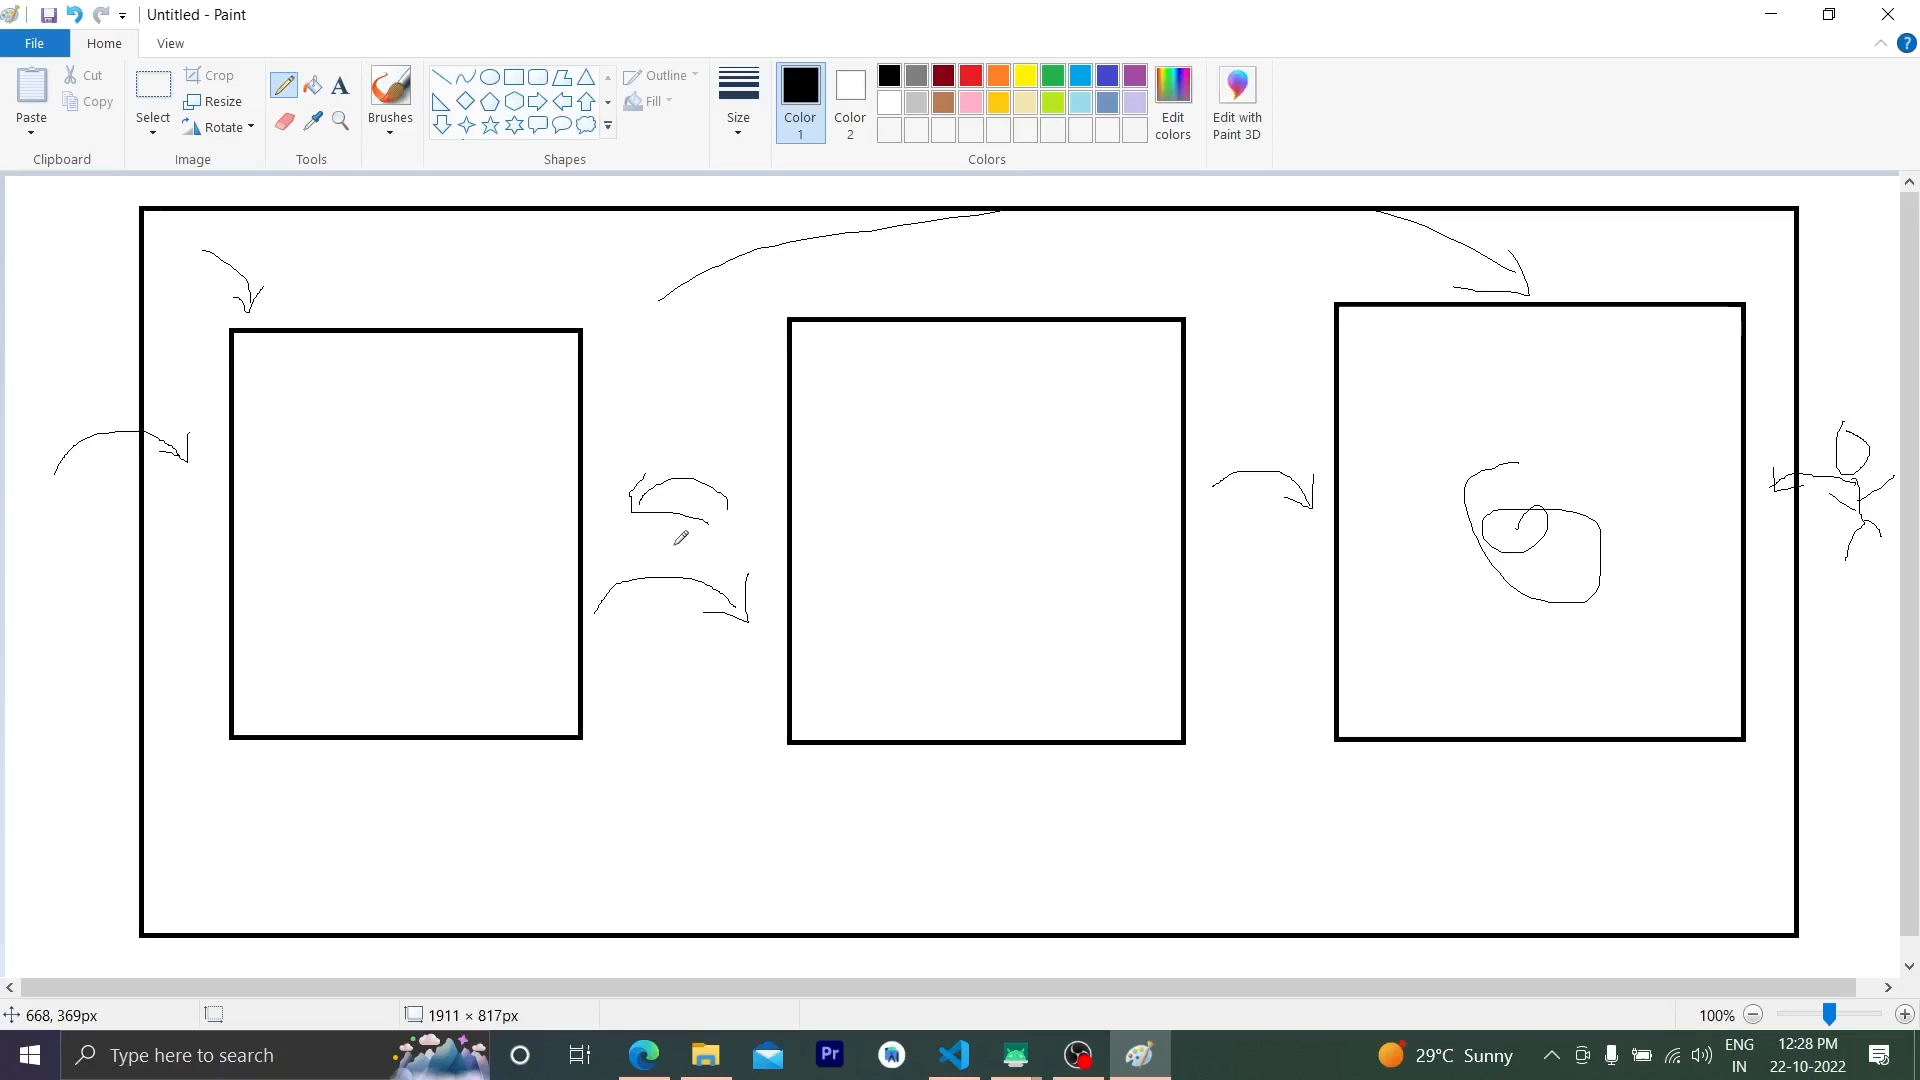 Untitled - Paint
File Home View
Paste Cut Copy
Clipboard
Select Crop Resize Rotate
Image
Tools
Brushes
Shapes
Outline Fill
Size
Color 1
Color 2
Edit colors
Colors
Edit with Paint 3D
?
668, 369px
1911 × 817px
100%
Type here to search
Pr
29°C Sunny
ENG
IN
12:28 PM
22-10-2022